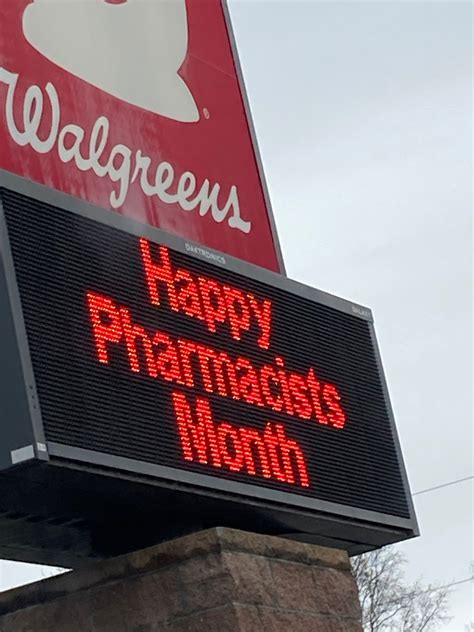 Walgreens
DAKTRONICS
Happy
Pharmacists
Month